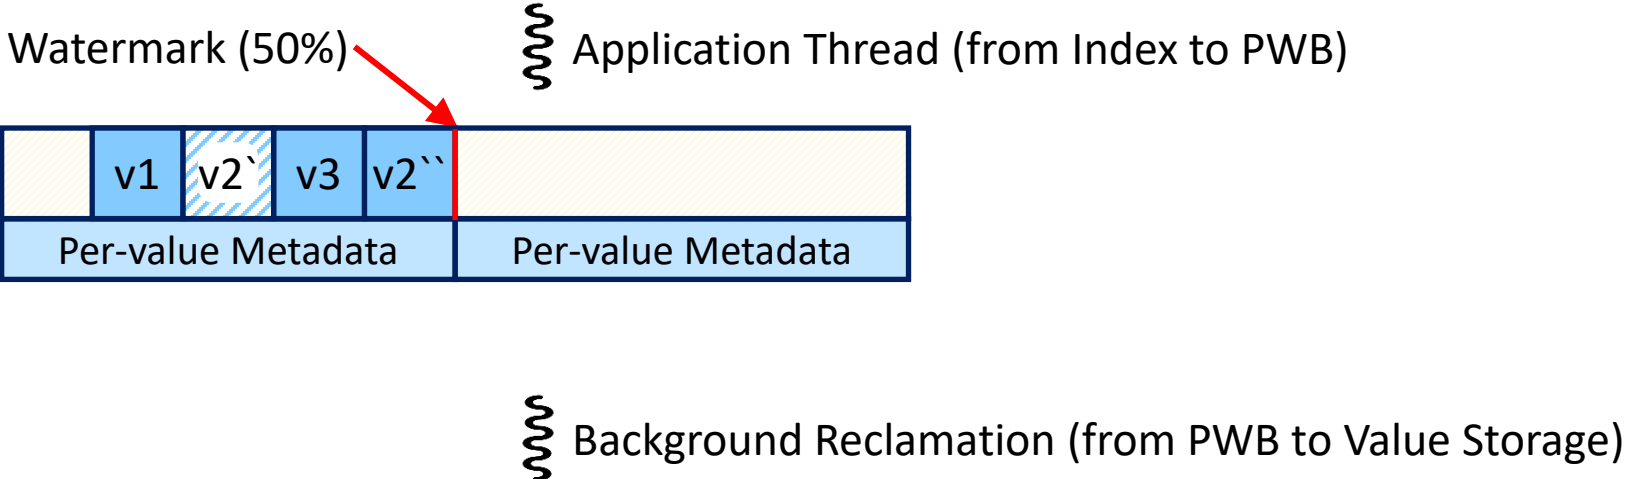 Watermark (50%)
Application Thread (from Index to PWB)
v1 v2` v3 v2``
Per-value Metadata Per-value Metadata
Background Reclamation (from PWB to Value Storage)